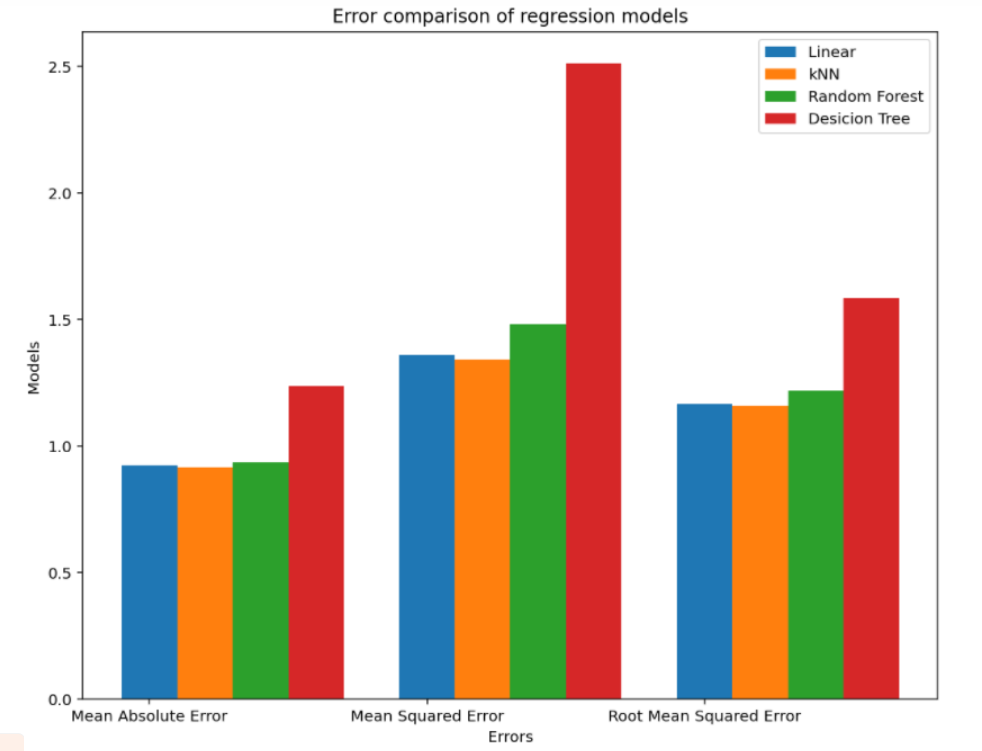 Error comparison of regression models
Linear
kNN
Random Forest
Desicion Tree
2.5
2.0
1.5
1.0
0.5
0.0
Models
Mean Absolute Error Mean Squared Error Root Mean Squared Error
Errors